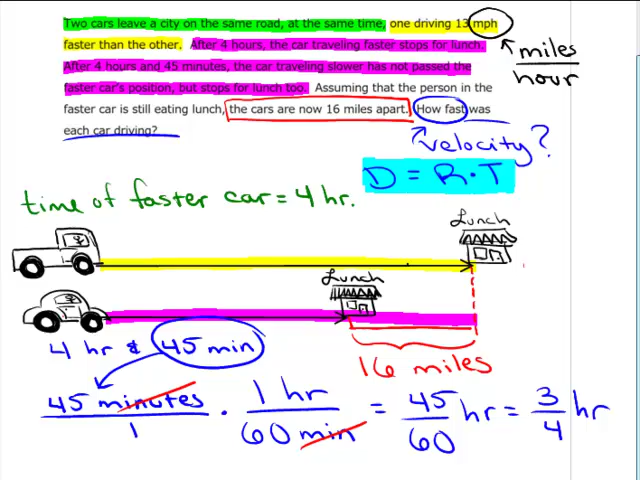 Two cars leave a city on the same road, at the same time, one driving 13 mph
faster than the other. After 4 hours, the car traveling faster stops for lunch.
After 4 hours and 45 minutes, the car traveling slower has not passed the
faster car's position, but stops for lunch too. Assuming that the person in the
faster car is still eating lunch, the cars are now 16 miles apart. How fast was
each car driving?
miles
hour
velocity?
D = R·T
time of faster car = 4 hr.
Lunch
Lunch
4 hr & 45 min
16 miles
45 minutes / 1 · 1 hr / 60 min = 45 / 60 hr = 3 / 4 hr